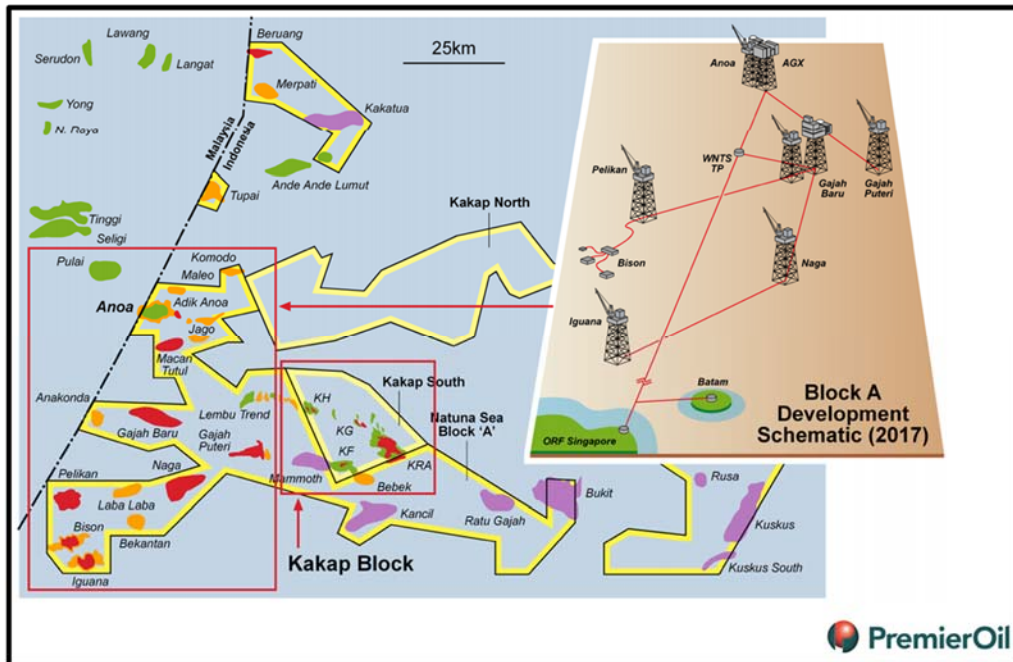 Lawang
Serudon
Langat
Yong
N. Raya
Beruang
25km
Merpati
Kakatua
Malaysia
Indonesia
Ande Ande Lumut
Tupai
Tinggi
Seligi
Pulai
Kakap North
Komodo
Maleo
Anoa
Adik Anoa
Jago
Macan
Tutul
Kakap South
Anakonda
Lembu Trend
KH
Natuna Sea
Block 'A'
Gajah Baru
Gajah
Puteri
KG
KF
KRA
Pelikan
Naga
Mammoth
Bebek
Laba Laba
Kancil
Ratu Gajah
Bukit
Rusa
Bison
Bekantan
Kuskus
Iguana
Kakap Block
Kuskus South
Anoa
AGX
WNTS
TP
Pelikan
Gajah
Baru
Gajah
Puteri
Bison
Naga
Iguana
Batam
ORF Singapore
Block A
Development
Schematic (2017)
PremierOil